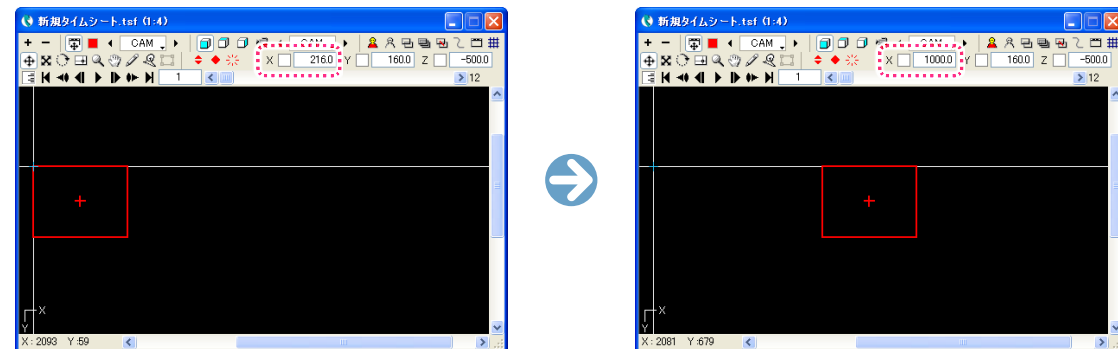 新規タイムシート.tsf (1:4)
CAM
X 216.0 Y 160.0 Z -500.0
1 12
X
Y
X : 2093 Y :59
新規タイムシート.tsf (1:4)
CAM
X 1000.0 Y 160.0 Z -500.0
1 12
X
Y
X : 2081 Y :679